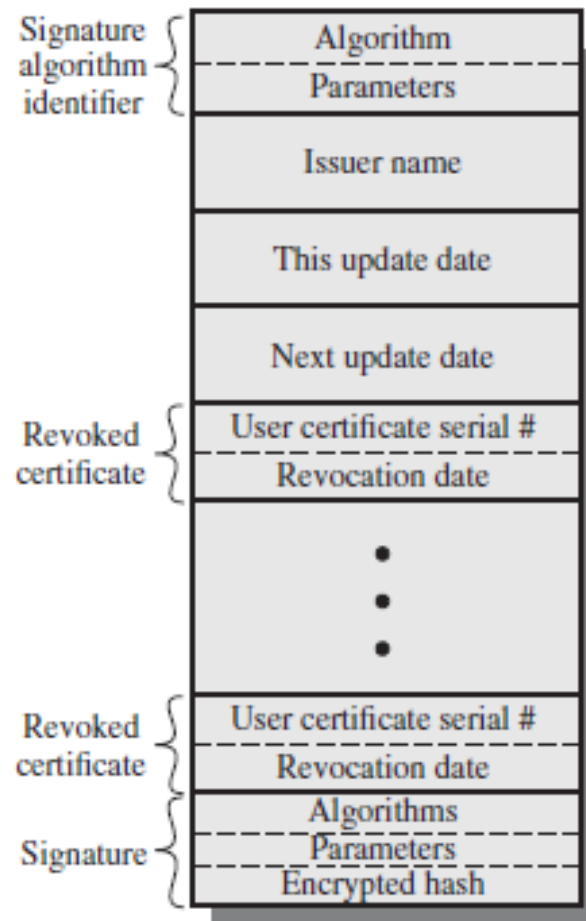 Signature
algorithm
identifier
Algorithm
Parameters
Issuer name
This update date
Next update date
Revoked
certificate
User certificate serial #
Revocation date
Revoked
certificate
User certificate serial #
Revocation date
Signature
Algorithms
Parameters
Encrypted hash